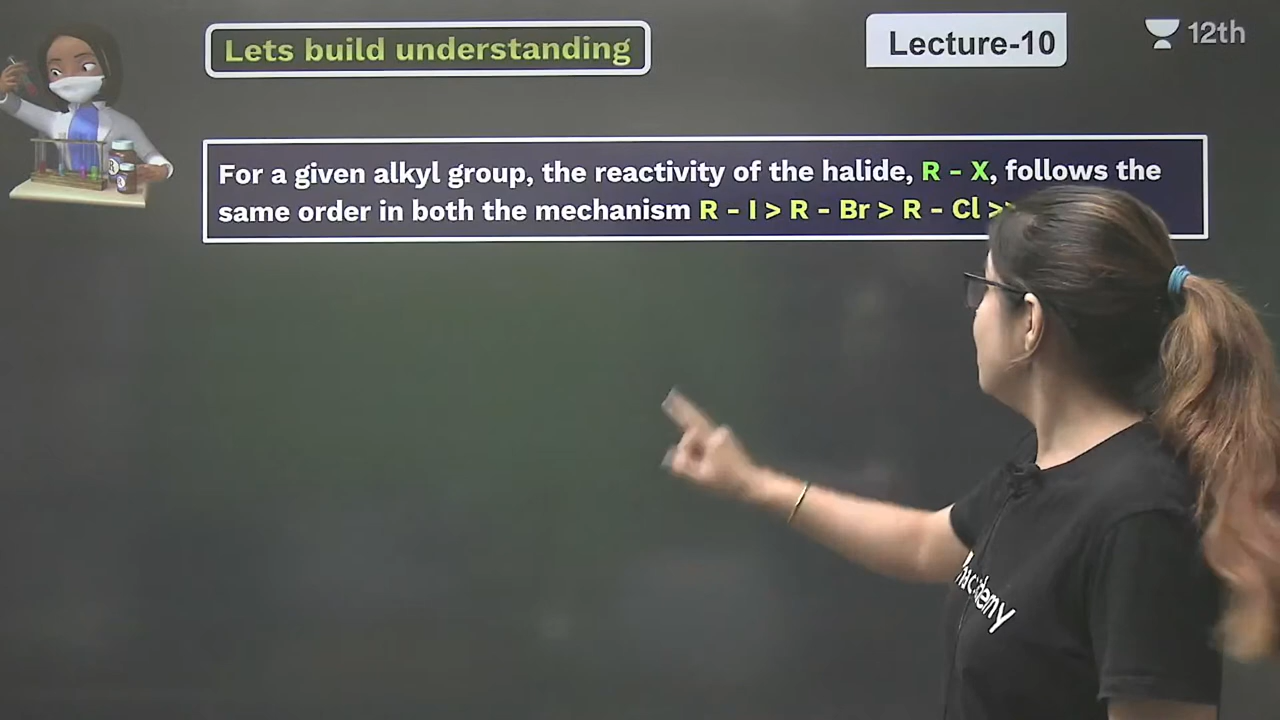 Lets build understanding
Lecture-10
12th
For a given alkyl group, the reactivity of the halide, R - X, follows the
same order in both the mechanism R - I > R - Br > R - Cl >